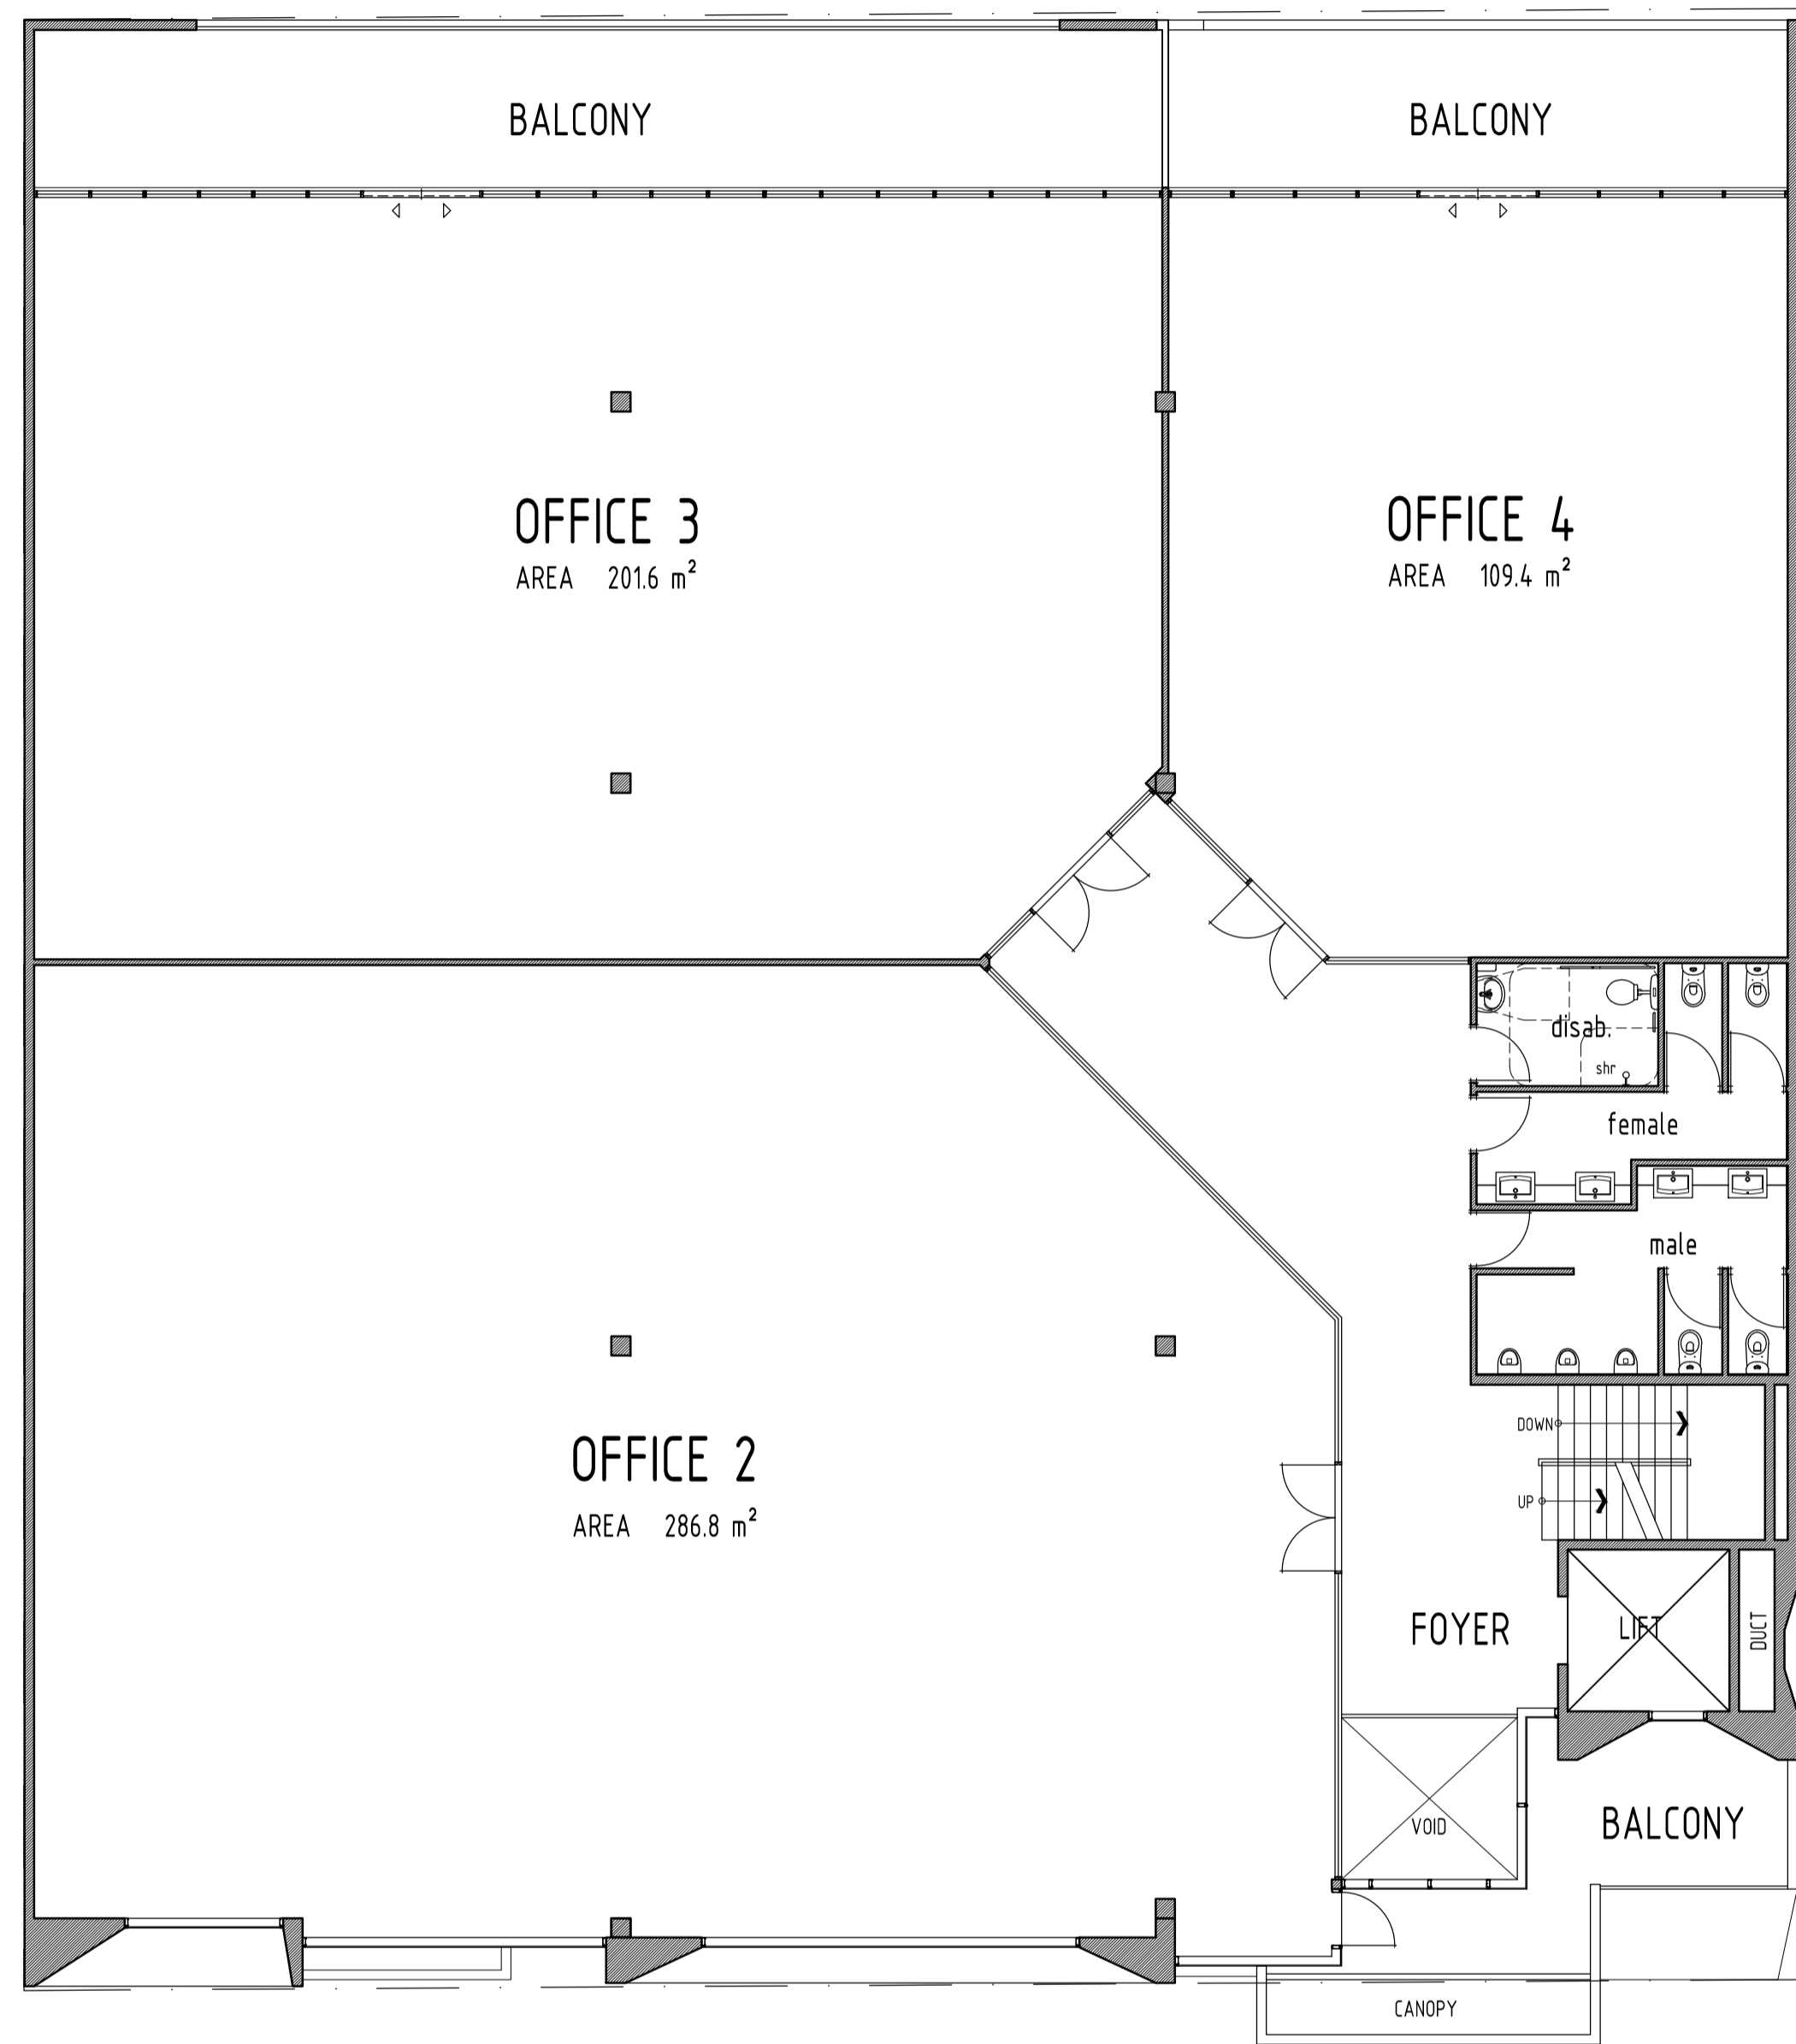 BALCONY
BALCONY
OFFICE 3
AREA 201.6 m²
OFFICE 4
AREA 109.4 m²
disab.
shr
female
male
DOWN
UP
OFFICE 2
AREA 286.8 m²
FOYER
LIFT
DUCT
VOID
BALCONY
CANOPY